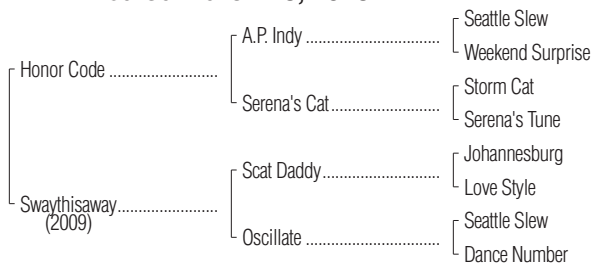 Seattle Slew
A.P. Indy
Weekend Surprise
Honor Code
Storm Cat
Serena's Cat
Serena's Tune
Johannesburg
Scat Daddy
Love Style
Swaythisaway
(2009)
Seattle Slew
Oscillate
Dance Number